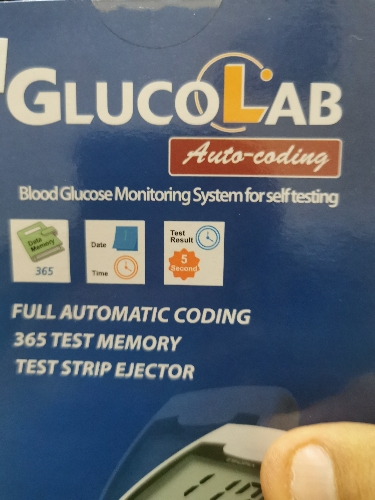 GLUCOLAB
Auto-coding
Blood Glucose Monitoring System for self testing
Data
Memory
365
Date
Time
Test
Result
5
Second
FULL AUTOMATIC CODING
365 TEST MEMORY
TEST STRIP EJECTOR